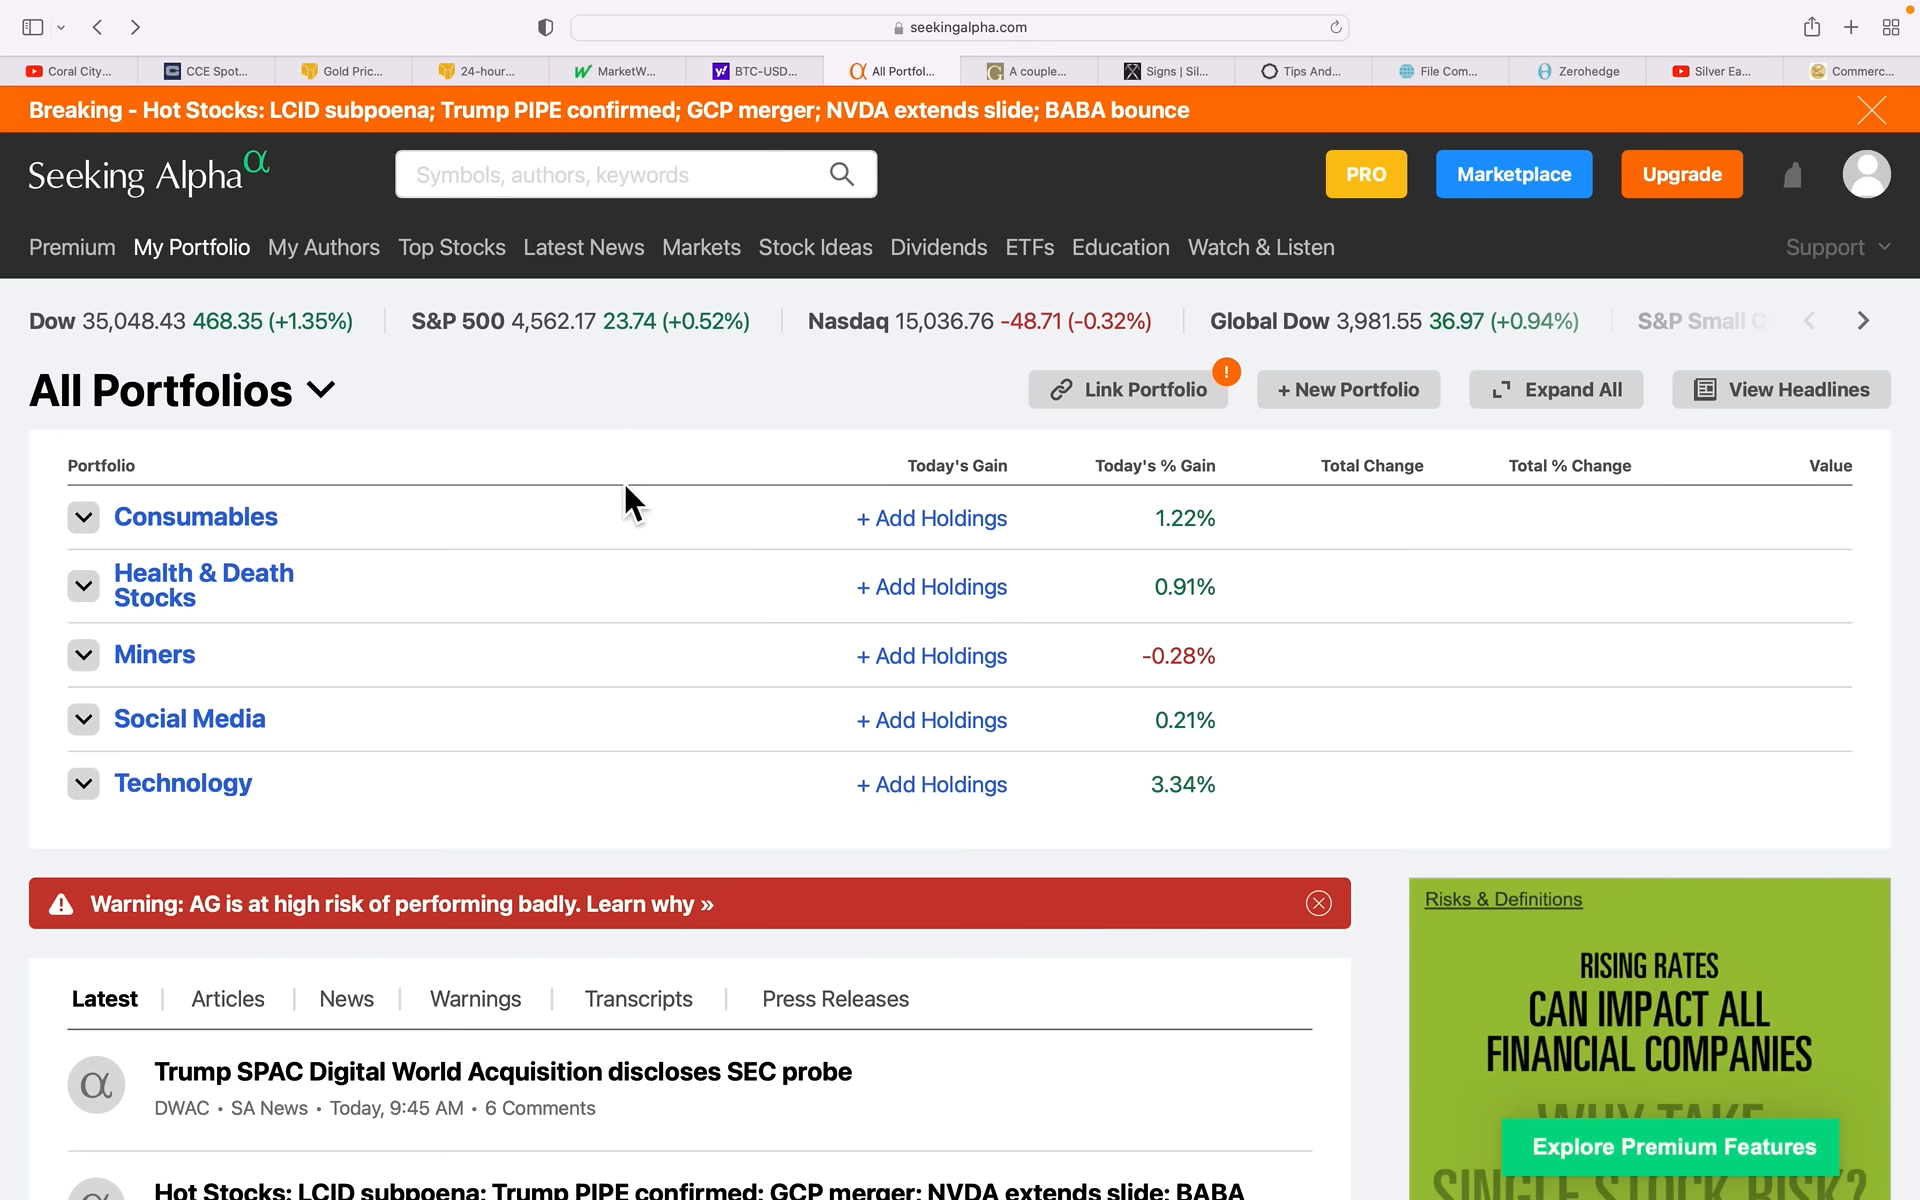 seekingalpha.com
Coral City...
CCE Spot...
Gold Pric...
24-hour...
MarketW...
BTC-USD...
All Portfol...
A couple...
Signs | Sil...
Tips And...
File Com...
Zerohedge
Silver Ea...
Commerc...
Breaking - Hot Stocks: LCID subpoena; Trump PIPE confirmed; GCP merger; NVDA extends slide; BABA bounce
Seeking Alpha α
Symbols, authors, keywords
PRO
Marketplace
Upgrade
Premium My Portfolio My Authors Top Stocks Latest News Markets Stock Ideas Dividends ETFs Education Watch & Listen Support
Dow 35,048.43 468.35 (+1.35%) S&P 500 4,562.17 23.74 (+0.52%) Nasdaq 15,036.76 -48.71 (-0.32%) Global Dow 3,981.55 36.97 (+0.94%) S&P Small C
All Portfolios
Link Portfolio
!
+ New Portfolio
Expand All
View Headlines
Portfolio Today's Gain Today's % Gain Total Change Total % Change Value
Consumables + Add Holdings 1.22%
Health & Death
Stocks
+ Add Holdings 0.91%
Miners + Add Holdings -0.28%
Social Media + Add Holdings 0.21%
Technology + Add Holdings 3.34%
Warning: AG is at high risk of performing badly. Learn why »
Latest | Articles | News | Warnings | Transcripts | Press Releases
Trump SPAC Digital World Acquisition discloses SEC probe
DWAC • SA News • Today, 9:45 AM • 6 Comments
Hot Stocks: LCID subpoena; Trump PIPE confirmed; GCP merger; NVDA extends slide; BABA
Risks & Definitions
RISING RATES
CAN IMPACT ALL
FINANCIAL COMPANIES
WHY TAKE
Explore Premium Features
SINGLE STOCK RISK?